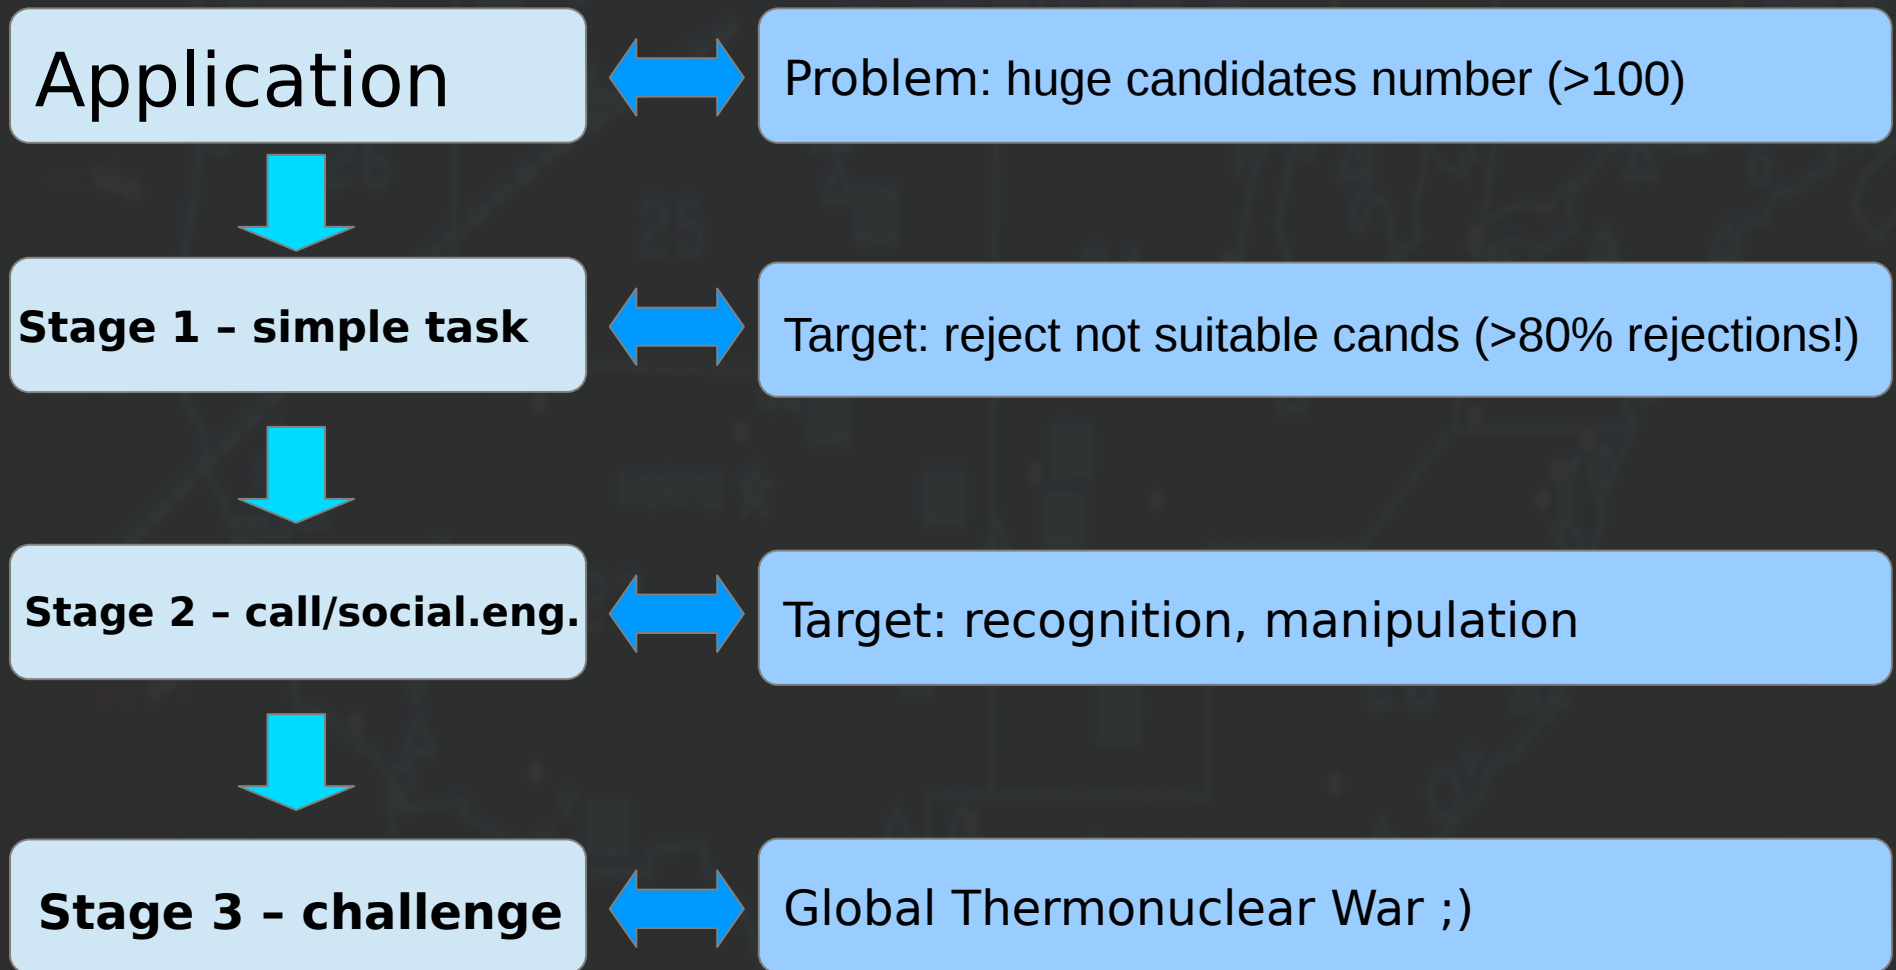 Application
Problem: huge candidates number (>100)
25
Stage 1 – simple task
Target: reject not suitable cands (>80% rejections!)
Stage 2 – call/social.eng.
Target: recognition, manipulation
Stage 3 – challenge
Global Thermonuclear War ;)